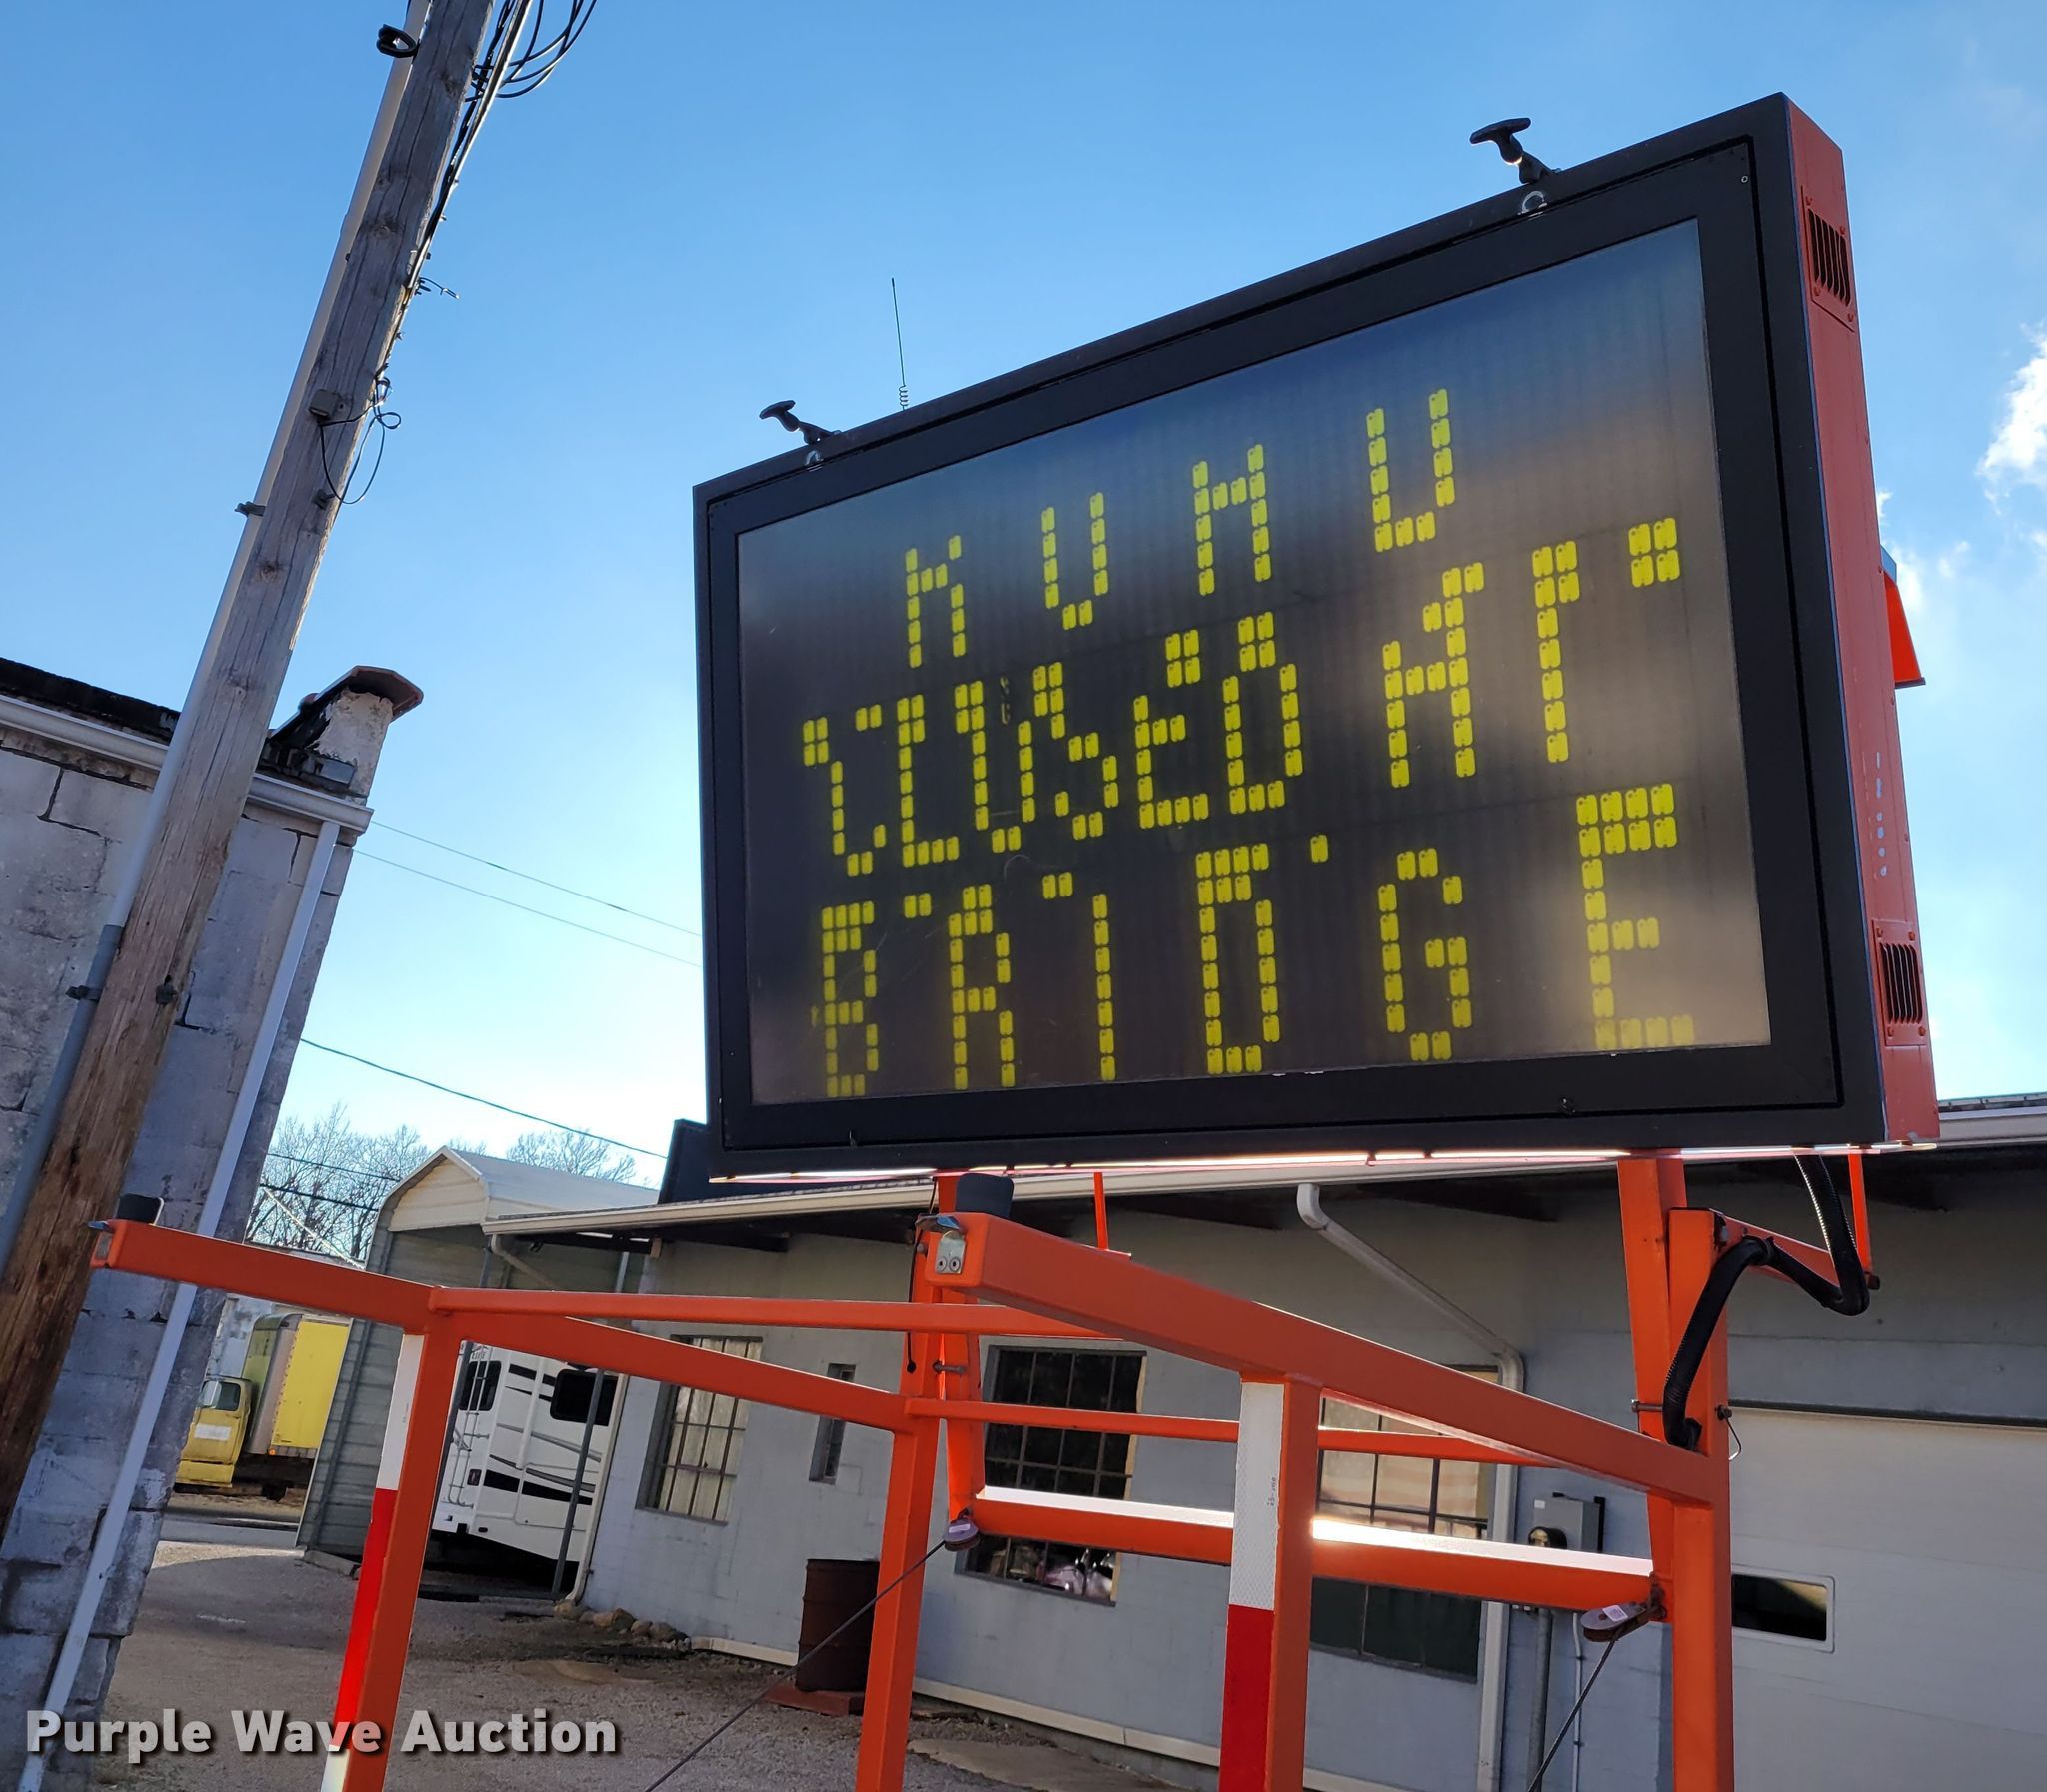 ROAD
CLOSED AT
BRIDGE
Purple Wave Auction